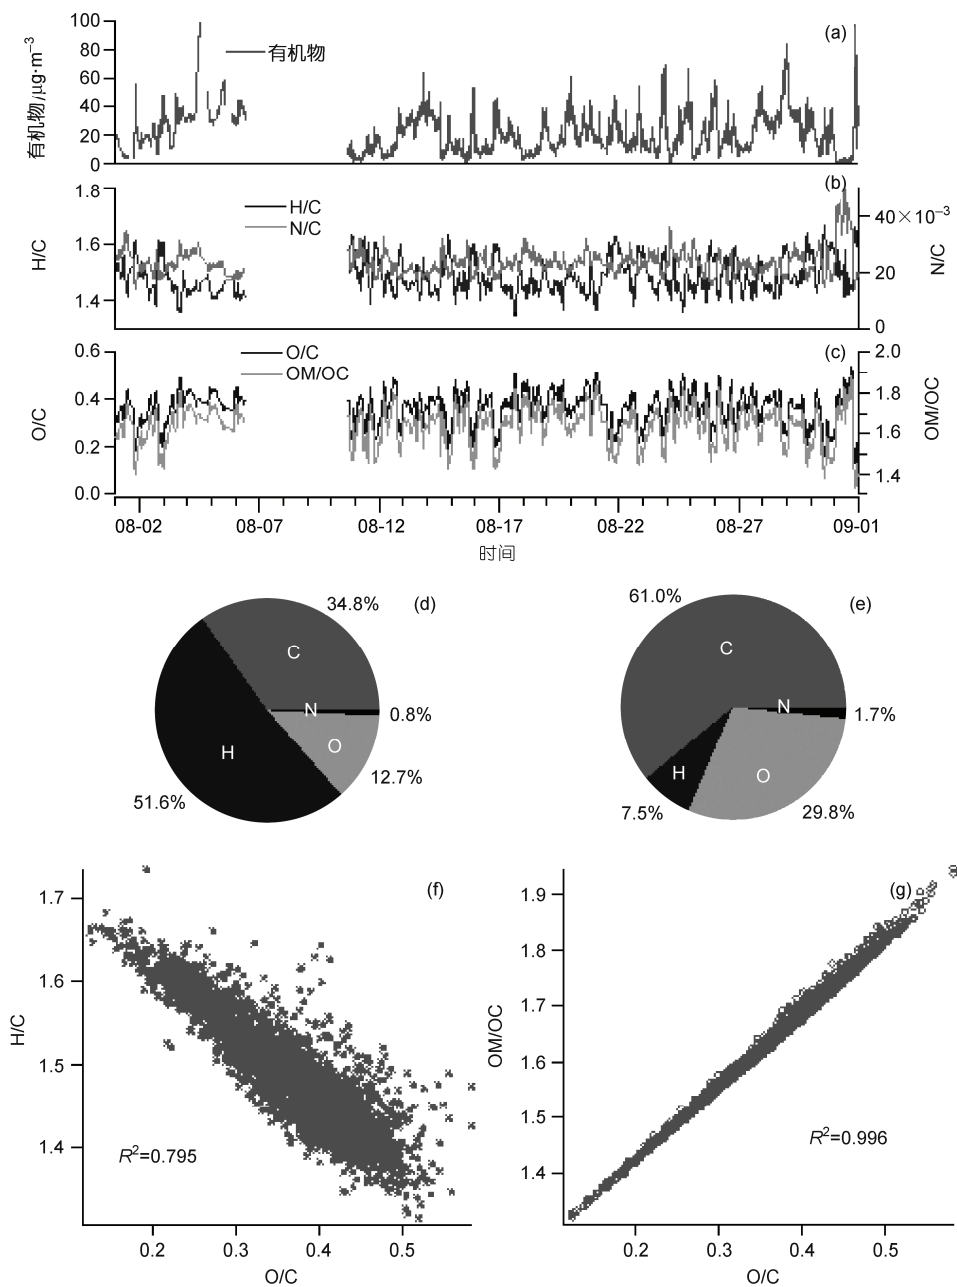 (a)
有机物
有机物/μg·m⁻³
100
80
60
40
20
0
(b)
H/C
N/C
H/C
1.8
1.6
1.4
40×10⁻³
20
0
N/C
(c)
O/C
OM/OC
O/C
0.6
0.4
0.2
0.0
2.0
1.8
1.6
1.4
OM/OC
08-02 08-07 08-12 08-17 08-22 08-27 09-01
时间
(d)
34.8%
C
N
0.8%
O
12.7%
H
51.6%
(e)
61.0%
C
N
1.7%
O
29.8%
H
7.5%
(f)
H/C
1.7
1.6
1.5
1.4
R²=0.795
0.2 0.3 0.4 0.5
O/C
(g)
OM/OC
1.9
1.8
1.7
1.6
1.5
1.4
R²=0.996
0.2 0.3 0.4 0.5
O/C